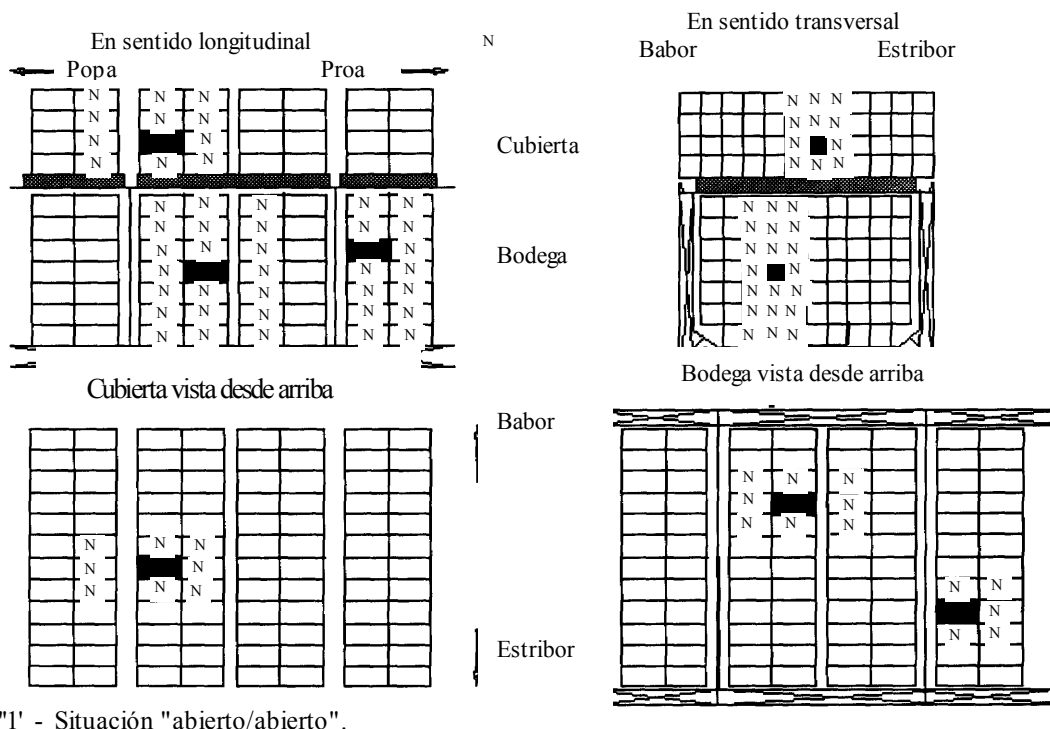 En sentido longitudinal
N
En sentido transversal
Babor
Estribor
Popa
Proa
N N N
N N N
N N
N N N
N N N
N N N
N N
N N N
Cubierta
N N N N N
N N N N N
N N N N
N N N N
N N N N N
N N N N N
N N N N N
Bodega
N N N
N N N
N N N
N N
N N N
N N N
N N N
Cubierta vista desde arriba
Bodega vista desde arriba
Babor
N N N
N N
N N N
Estribor
N N N
N N
N N N
N N
N
N N
"1' - Situación "abierto/abierto".